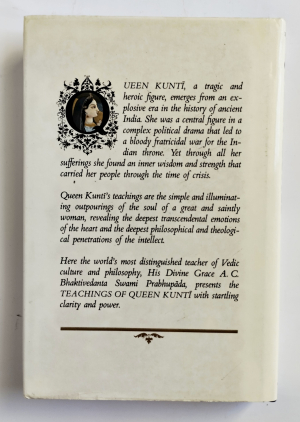 QUEEN KUNTĪ, a tragic and
heroic figure, emerges from an ex-
plosive era in the history of ancient
India. She was a central figure in a
complex political drama that led to
a bloody fratricidal war for the In-
dian throne. Yet through all her
sufferings she found an inner wisdom and strength that
carried her people through the time of crisis.
Queen Kuntī's teachings are the simple and illuminat-
ing outpourings of the soul of a great and saintly
woman, revealing the deepest transcendental emotions
of the heart and the deepest philosophical and theologi-
cal penetrations of the intellect.
Here the world's most distinguished teacher of Vedic
culture and philosophy, His Divine Grace A. C.
Bhaktivedanta Swami Prabhupāda, presents the
TEACHINGS OF QUEEN KUNTĪ with startling
clarity and power.